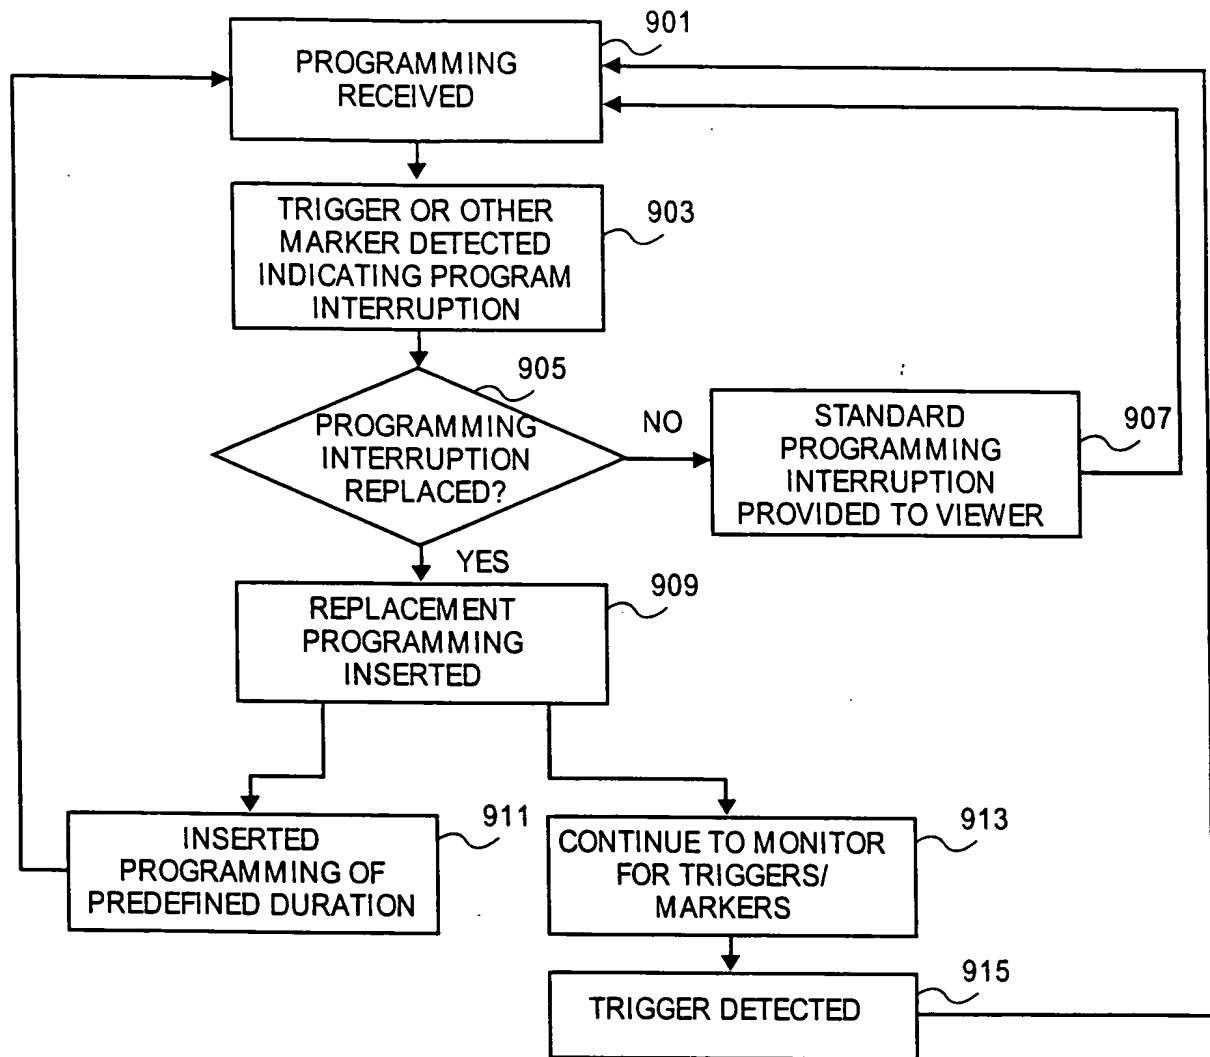 901
PROGRAMMING
RECEIVED
TRIGGER OR OTHER
MARKER DETECTED
INDICATING PROGRAM
INTERRUPTION
903
905
PROGRAMMING
INTERRUPTION
REPLACED?
NO
STANDARD
PROGRAMMING
INTERRUPTION
PROVIDED TO VIEWER
907
YES
REPLACEMENT
PROGRAMMING
INSERTED
909
INSERTED
PROGRAMMING OF
PREDEFINED DURATION
911
CONTINUE TO MONITOR
FOR TRIGGERS/
MARKERS
913
TRIGGER DETECTED
915